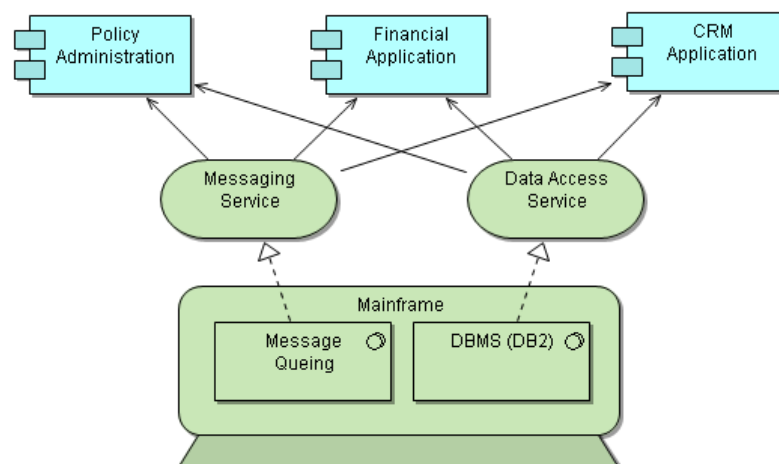 Policy
Administration
Financial
Application
CRM
Application
Messaging
Service
Data Access
Service
Mainframe
Message
Queing
DBMS (DB2)